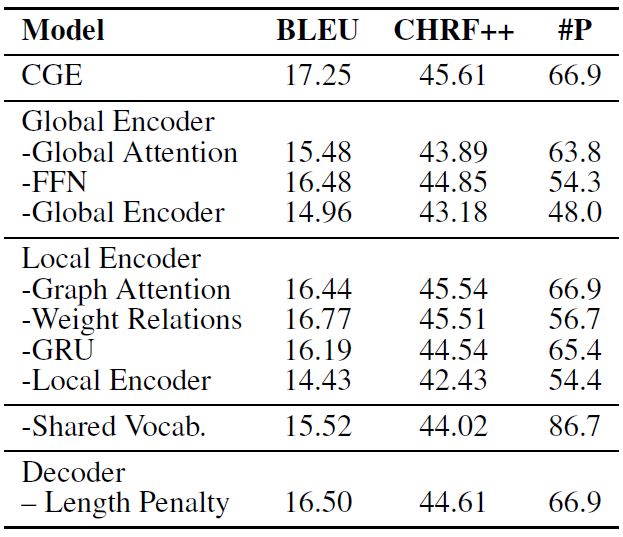 Model BLEU CHRF++ #P
CGE 17.25 45.61 66.9
Global Encoder
-Global Attention 15.48 43.89 63.8
-FFN 16.48 44.85 54.3
-Global Encoder 14.96 43.18 48.0
Local Encoder
-Graph Attention 16.44 45.54 66.9
-Weight Relations 16.77 45.51 56.7
-GRU 16.19 44.54 65.4
-Local Encoder 14.43 42.43 54.4
-Shared Vocab. 15.52 44.02 86.7
Decoder
– Length Penalty 16.50 44.61 66.9